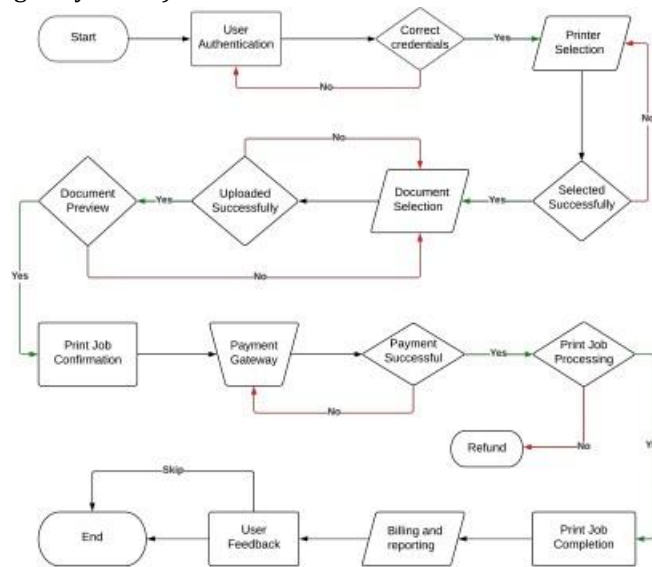 Start
User
Authentication
Correct
credentials
Yes
Printer
Selection
No
No
No
Document
Preview
Yes
Uploaded
Successfully
Document
Selection
Yes
Selected
Successfully
Yes
No
Print Job
Confirmation
Payment
Gateway
Payment
Successful
Yes
Print Job
Processing
No
Refund
No
Skip
End
User
Feedback
Billing and
reporting
Print Job
Completion